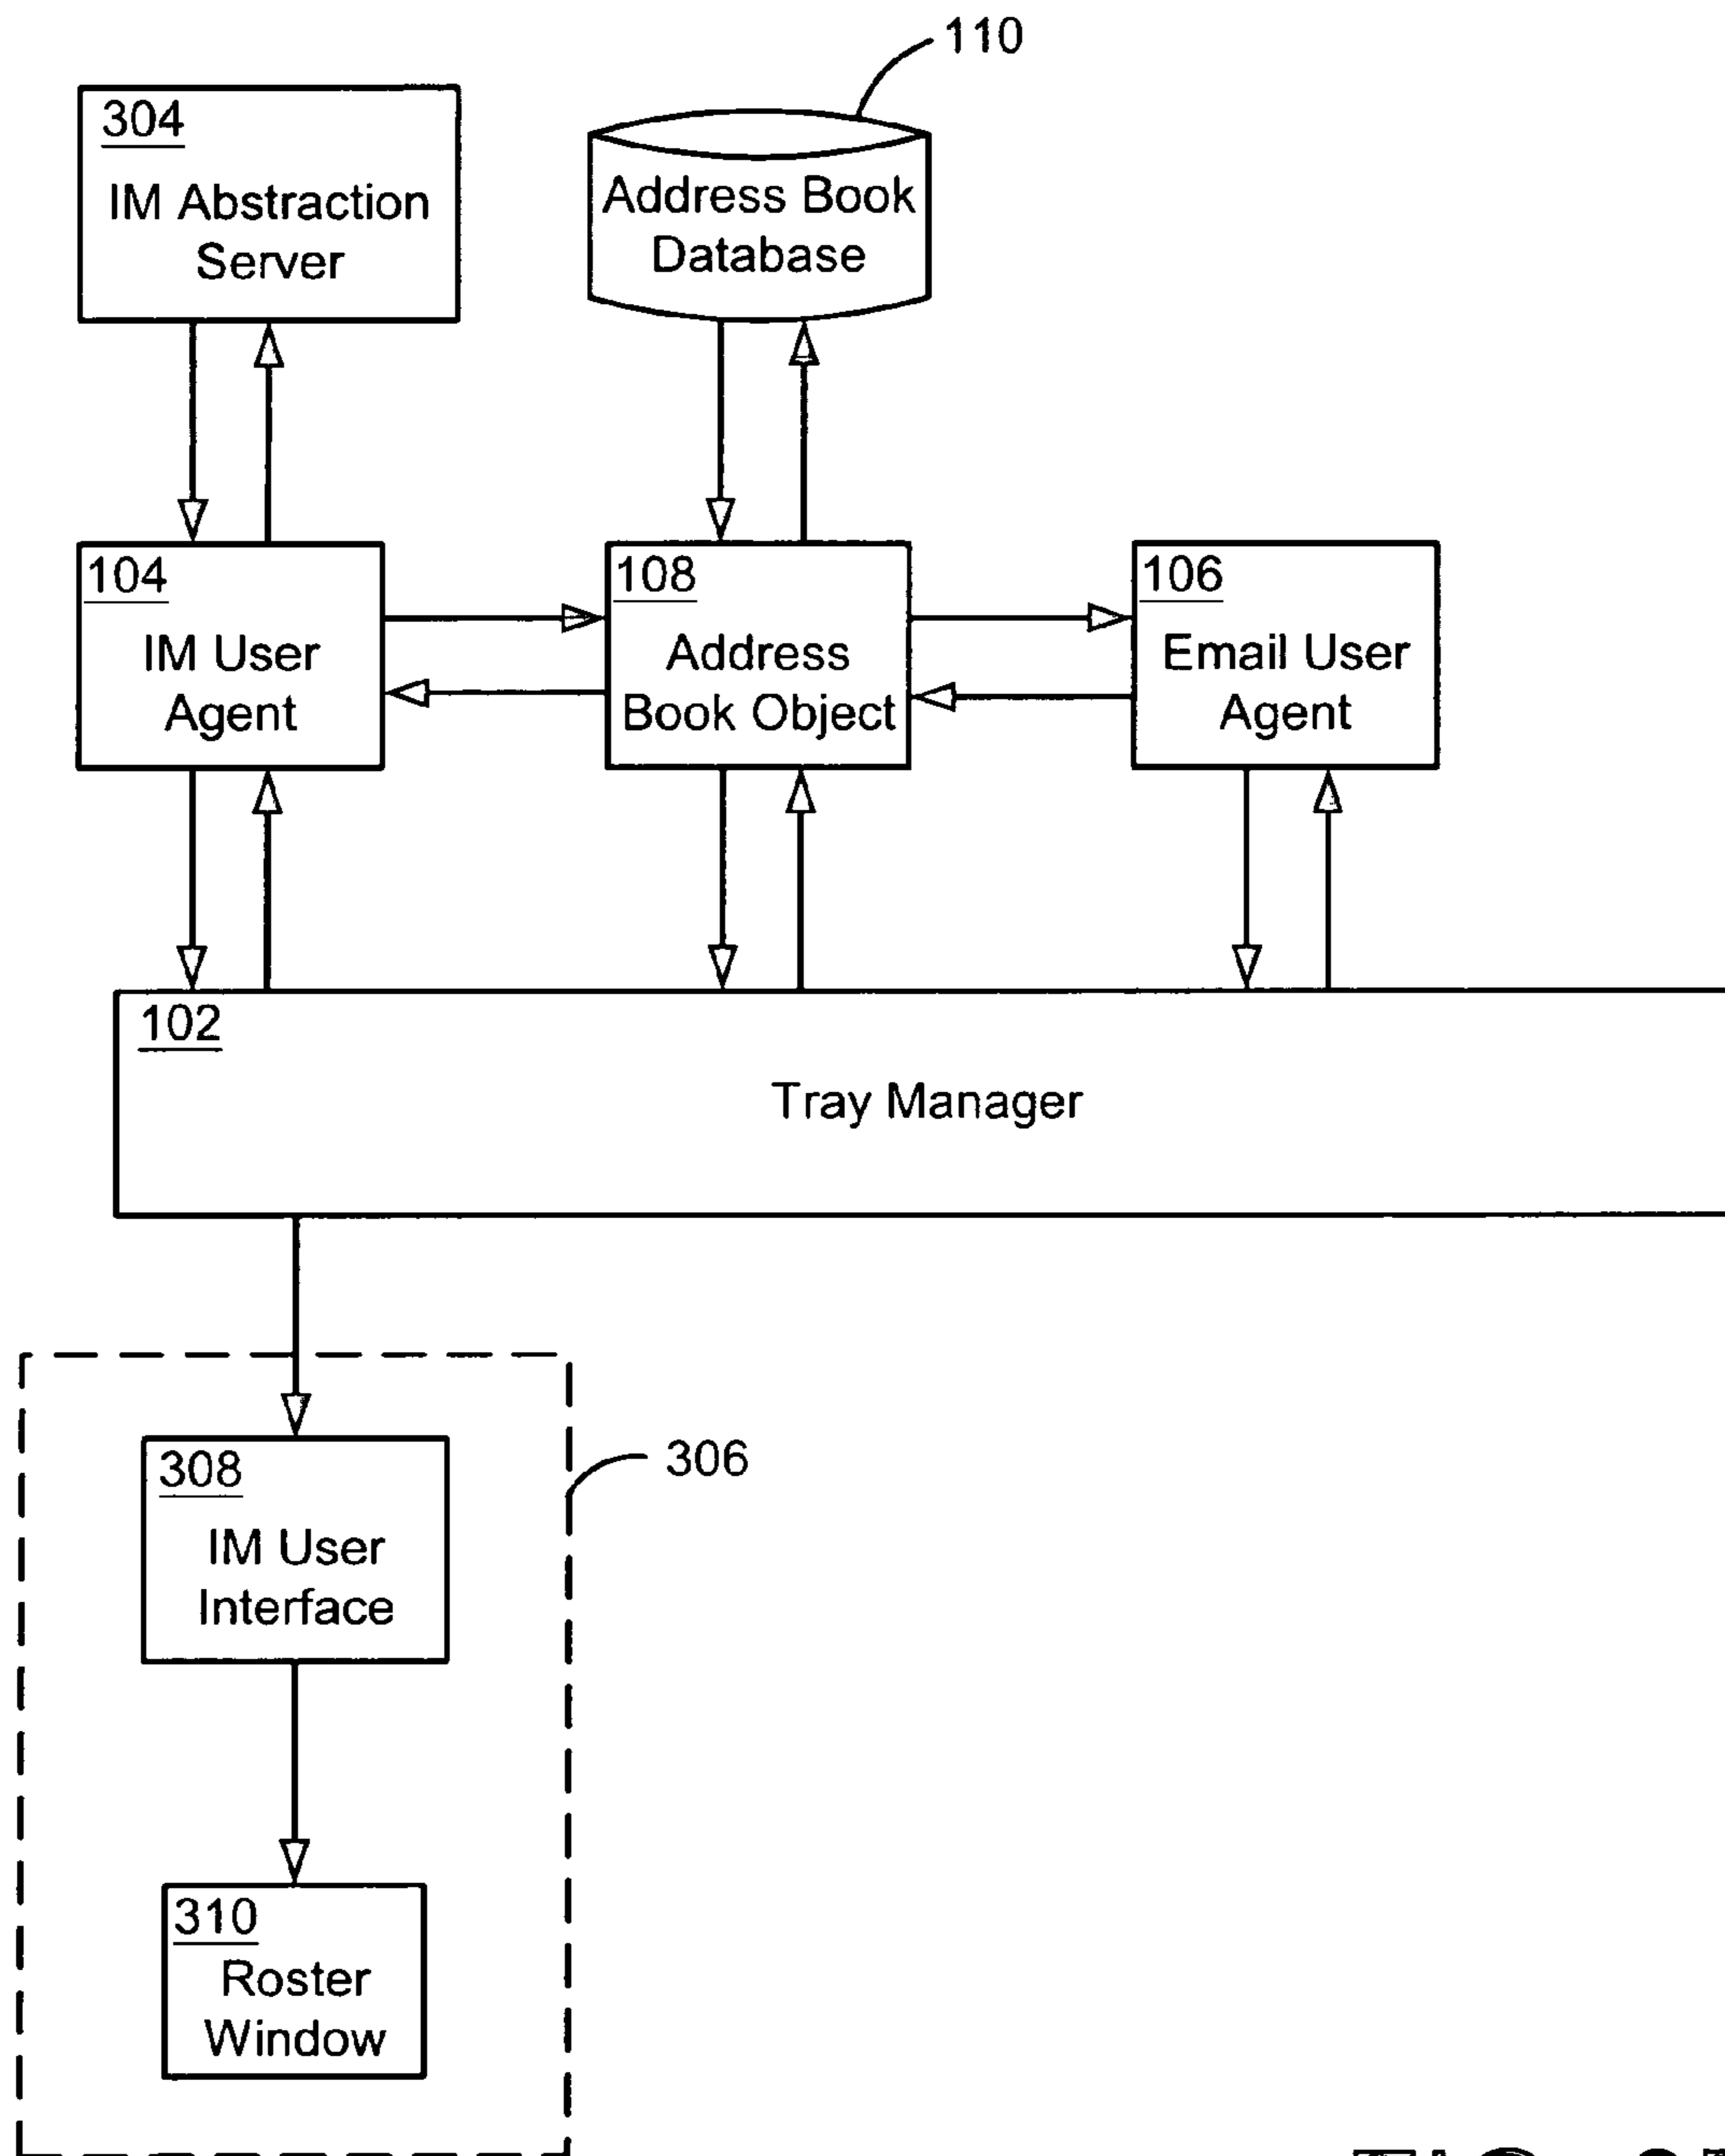 110
304
IM Abstraction
Server
Address Book
Database
104
IM User
Agent
108
Address
Book Object
106
Email User
Agent
102
Tray Manager
306
308
IM User
Interface
310
Roster
Window